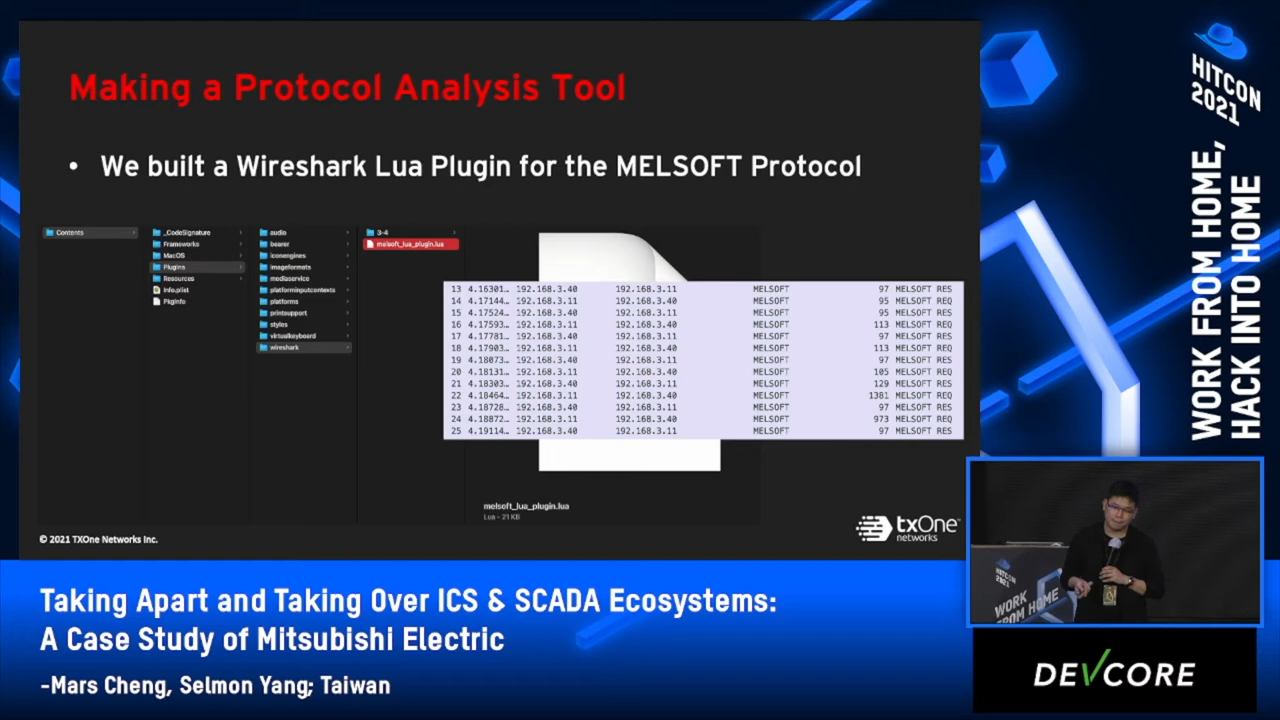 Making a Protocol Analysis Tool
• We built a Wireshark Lua Plugin for the MELSOFT Protocol
Contents
_CodeSignature
Frameworks
MacOS
PlugIns
Resources
Info.plist
PkgInfo
audio
bearer
iconengines
imageformats
mediaservice
platforminputcontexts
platforms
printsupport
styles
virtualkeyboard
wireshark
3-4
melsoft_lua_plugin.lua
13 4.16301… 192.168.3.40 192.168.3.11 MELSOFT 97 MELSOFT RES
14 4.17144… 192.168.3.11 192.168.3.40 MELSOFT 95 MELSOFT REQ
15 4.17524… 192.168.3.40 192.168.3.11 MELSOFT 95 MELSOFT RES
16 4.17593… 192.168.3.11 192.168.3.40 MELSOFT 113 MELSOFT REQ
17 4.17781… 192.168.3.40 192.168.3.11 MELSOFT 97 MELSOFT RES
18 4.17903… 192.168.3.11 192.168.3.40 MELSOFT 113 MELSOFT REQ
19 4.18073… 192.168.3.40 192.168.3.11 MELSOFT 97 MELSOFT RES
20 4.18131… 192.168.3.11 192.168.3.40 MELSOFT 105 MELSOFT REQ
21 4.18303… 192.168.3.40 192.168.3.11 MELSOFT 129 MELSOFT RES
22 4.18464… 192.168.3.11 192.168.3.40 MELSOFT 1381 MELSOFT REQ
23 4.18728… 192.168.3.40 192.168.3.11 MELSOFT 97 MELSOFT RES
24 4.18872… 192.168.3.11 192.168.3.40 MELSOFT 973 MELSOFT REQ
25 4.19114… 192.168.3.40 192.168.3.11 MELSOFT 97 MELSOFT RES
melsoft_lua_plugin.lua
Lua - 21 KB
© 2021 TXOne Networks Inc.
txOne™
networks
HITCON
2021
WORK FROM HOME,
HACK INTO HOME
HITCON
2021
WORK
FROM HOME
Taking Apart and Taking Over ICS & SCADA Ecosystems:
A Case Study of Mitsubishi Electric
-Mars Cheng, Selmon Yang; Taiwan
DEVCORE